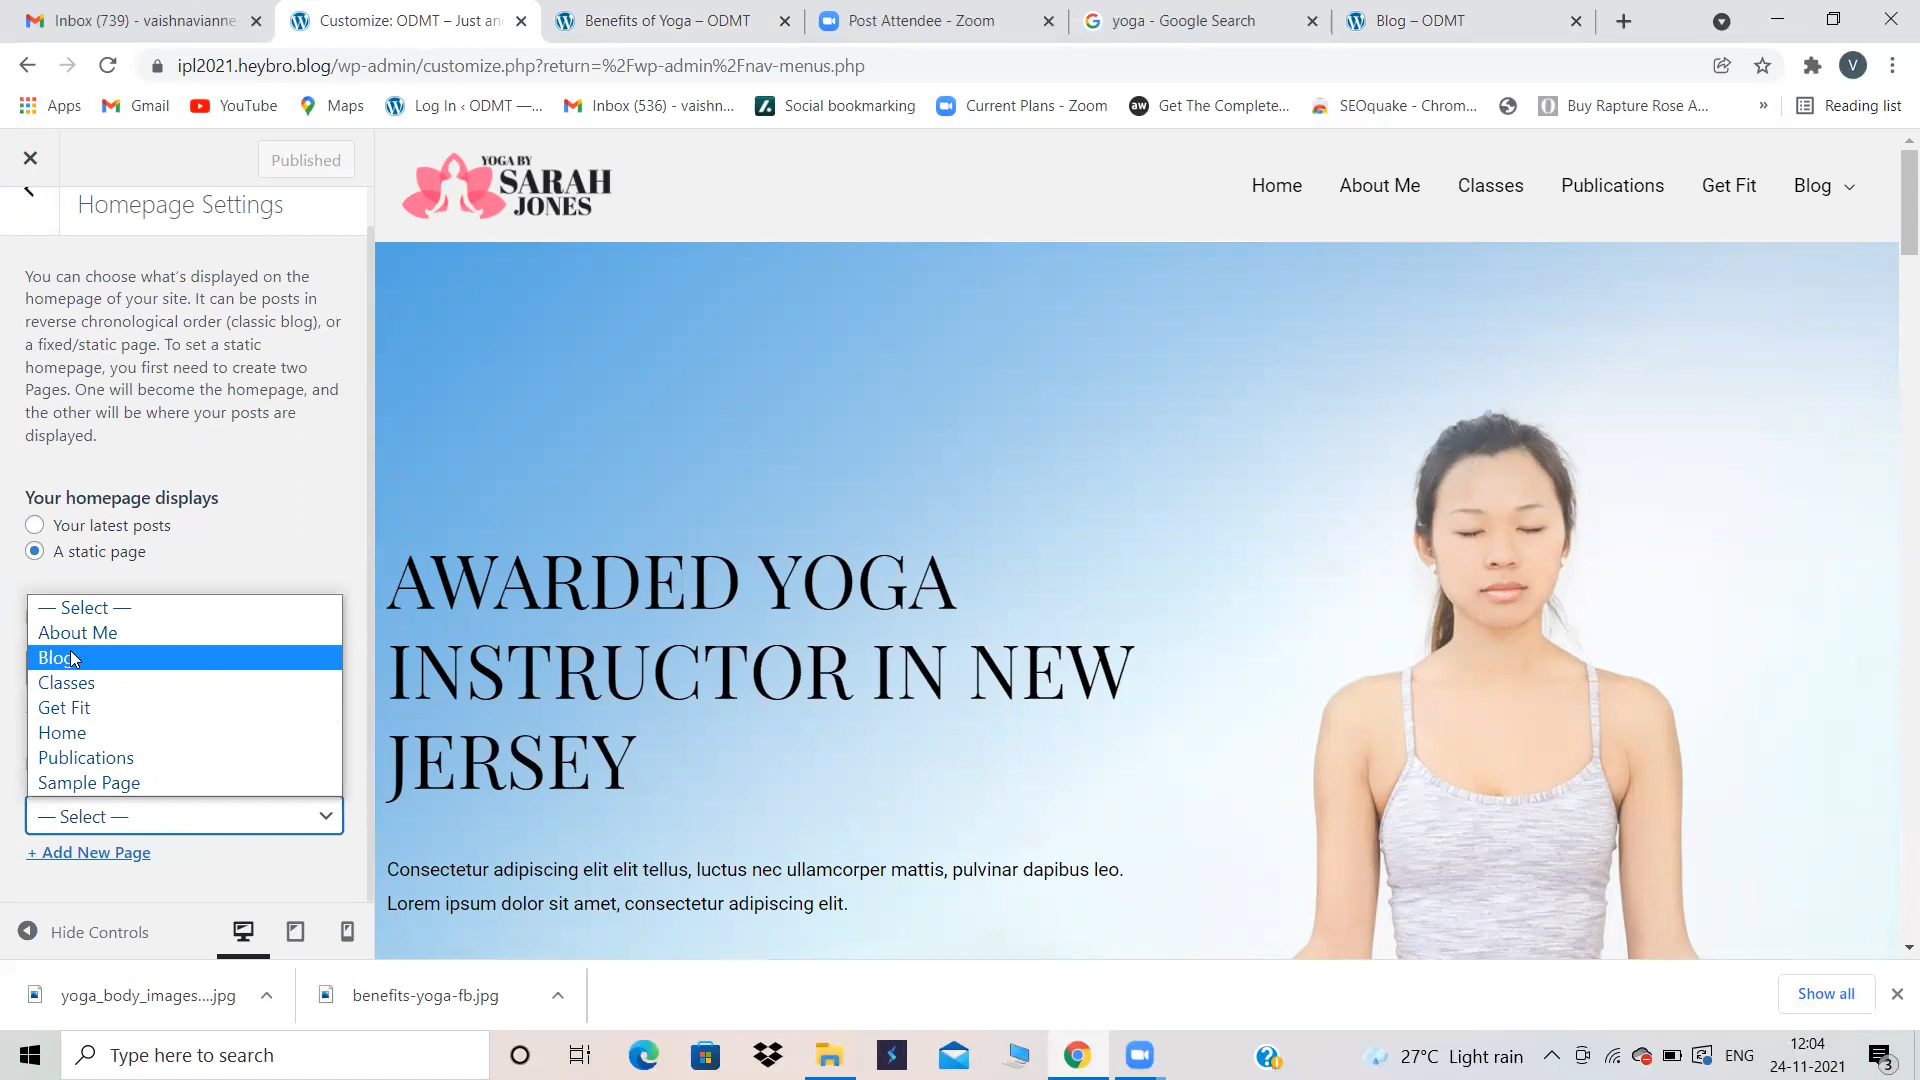 Inbox (739) - vaishnavianne
Customize: ODMT – Just an
Benefits of Yoga – ODMT
Post Attendee - Zoom
yoga - Google Search
Blog – ODMT
ipl2021.heybro.blog/wp-admin/customize.php?return=%2Fwp-admin%2Fnav-menus.php
V
Apps
Gmail
YouTube
Maps
Log In ‹ ODMT —...
Inbox (536) - vaishn...
Social bookmarking
Current Plans - Zoom
aw
Get The Complete...
SEOquake - Chrom...
Buy Rapture Rose A...
»
Reading list
Published
Homepage Settings
You can choose what's displayed on the
homepage of your site. It can be posts in
reverse chronological order (classic blog), or
a fixed/static page. To set a static
homepage, you first need to create two
Pages. One will become the homepage, and
the other will be where your posts are
displayed.
Your homepage displays
Your latest posts
A static page
— Select —
About Me
Blog
Classes
Get Fit
Home
Publications
Sample Page
— Select —
+ Add New Page
Hide Controls
YOGA BY
SARAH
JONES
Home
About Me
Classes
Publications
Get Fit
Blog
AWARDED YOGA
INSTRUCTOR IN NEW
JERSEY
Consectetur adipiscing elit elit tellus, luctus nec ullamcorper mattis, pulvinar dapibus leo.
Lorem ipsum dolor sit amet, consectetur adipiscing elit.
yoga_body_images....jpg
benefits-yoga-fb.jpg
Show all
Type here to search
27°C Light rain
ENG
12:04
24-11-2021
3